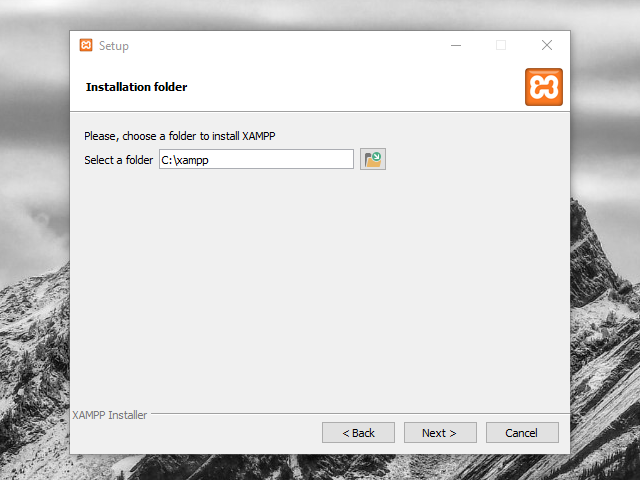 Setup
Installation folder
Please, choose a folder to install XAMPP
Select a folder C:\xampp
XAMPP Installer
< Back Next > Cancel